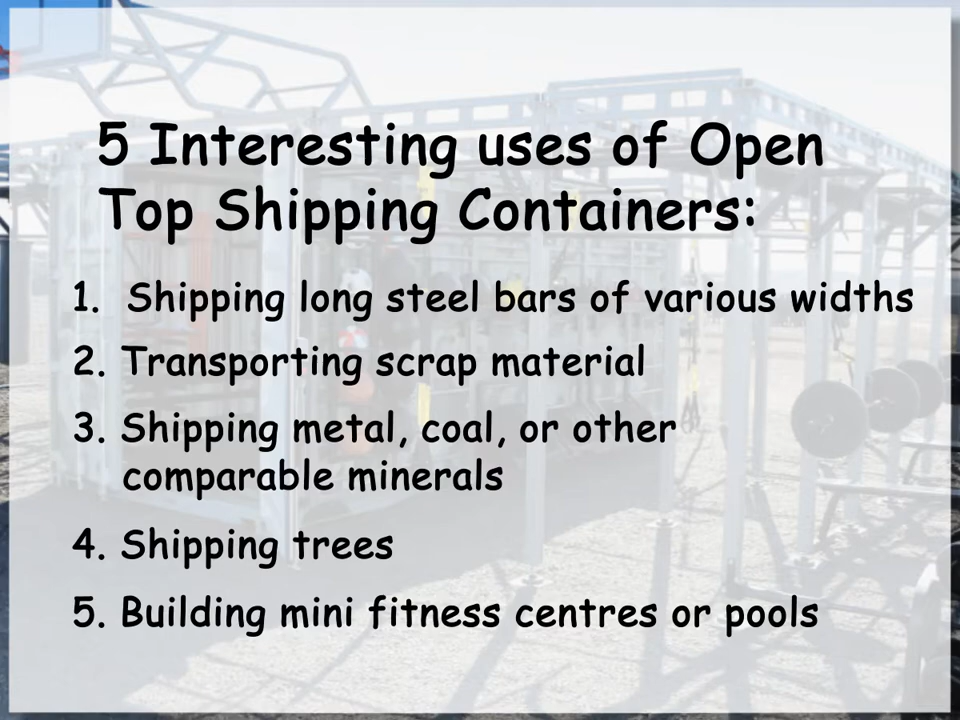 5 Interesting uses of Open
Top Shipping Containers:
1. Shipping long steel bars of various widths
2. Transporting scrap material
3. Shipping metal, coal, or other
comparable minerals
4. Shipping trees
5. Building mini fitness centres or pools